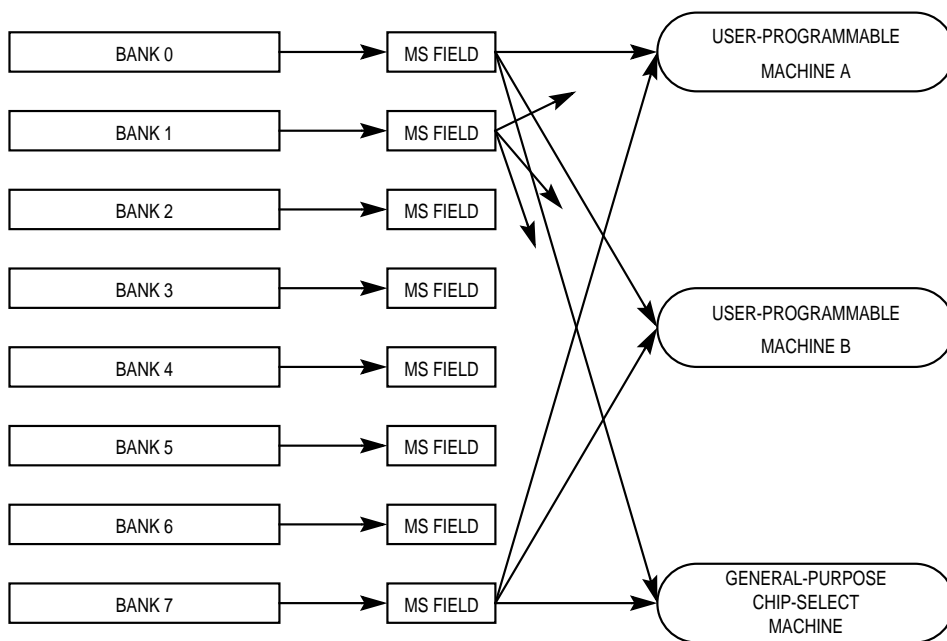 BANK 0
MS FIELD
USER-PROGRAMMABLE
MACHINE A
BANK 1
MS FIELD
BANK 2
MS FIELD
BANK 3
MS FIELD
USER-PROGRAMMABLE
MACHINE B
BANK 4
MS FIELD
BANK 5
MS FIELD
BANK 6
MS FIELD
BANK 7
MS FIELD
GENERAL-PURPOSE
CHIP-SELECT
MACHINE